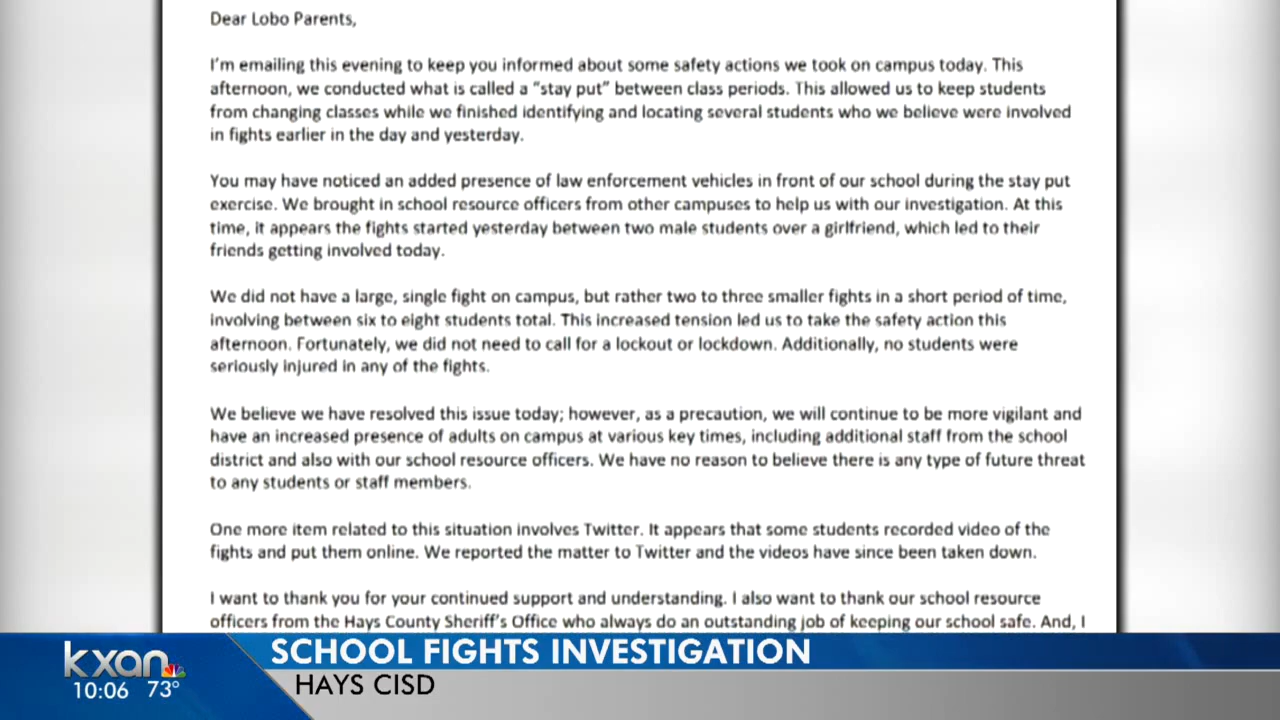 Dear Lobo Parents,
I'm emailing this evening to keep you informed about some safety actions we took on campus today. This
afternoon, we conducted what is called a "stay put" between class periods. This allowed us to keep students
from changing classes while we finished identifying and locating several students who we believe were involved
in fights earlier in the day and yesterday.
You may have noticed an added presence of law enforcement vehicles in front of our school during the stay put
exercise. We brought in school resource officers from other campuses to help us with our investigation. At this
time, it appears the fights started yesterday between two male students over a girlfriend, which led to their
friends getting involved today.
We did not have a large, single fight on campus, but rather two to three smaller fights in a short period of time,
involving between six to eight students total. This increased tension led us to take the safety action this
afternoon. Fortunately, we did not need to call for a lockout or lockdown. Additionally, no students were
seriously injured in any of the fights.
We believe we have resolved this issue today; however, as a precaution, we will continue to be more vigilant and
have an increased presence of adults on campus at various key times, including additional staff from the school
district and also with our school resource officers. We have no reason to believe there is any type of future threat
to any students or staff members.
One more item related to this situation involves Twitter. It appears that some students recorded video of the
fights and put them online. We reported the matter to Twitter and the videos have since been taken down.
I want to thank you for your continued support and understanding. I also want to thank our school resource
officers from the Hays County Sheriff's Office who always do an outstanding job of keeping our school safe. And, I
kxan
10:06 73°
SCHOOL FIGHTS INVESTIGATION
HAYS CISD